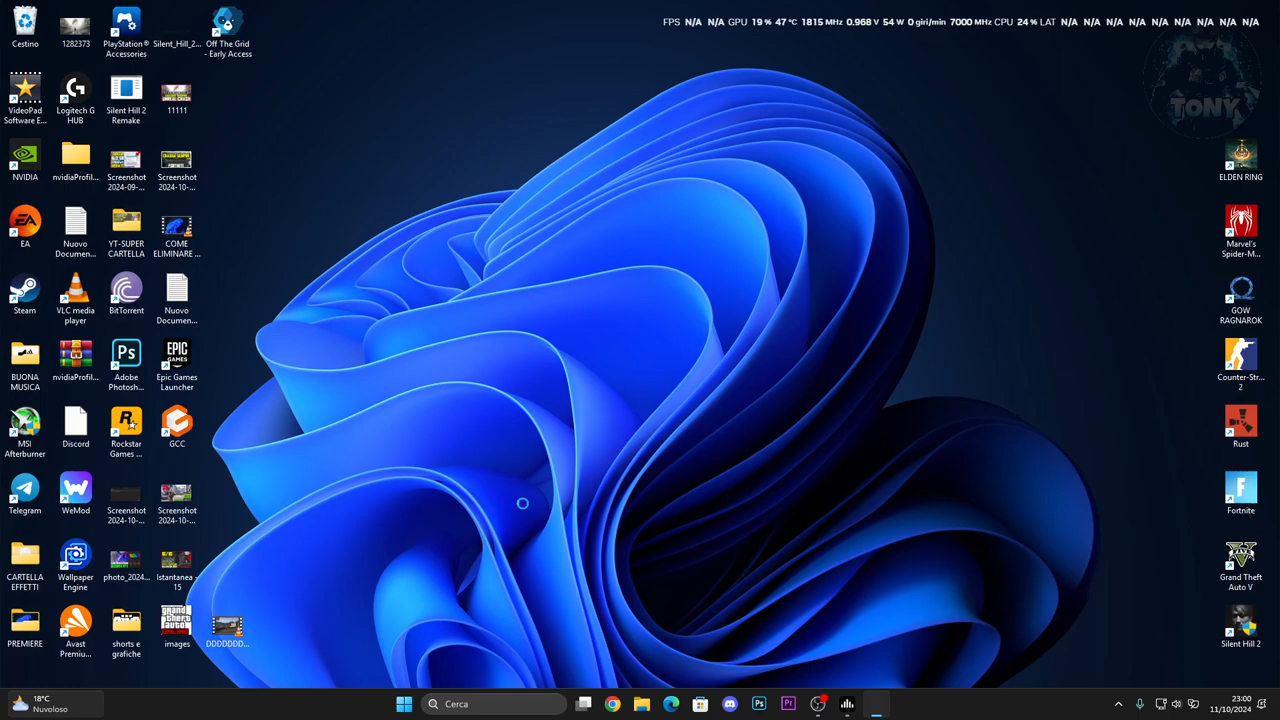 FPS N/A N/A GPU 19 % 47 °C 1815 MHz 0.968 V 54 W 0 giri/min 7000 MHz CPU 24 % LAT N/A N/A N/A N/A N/A N/A N/A N/A N/A
TONY
Cestino
1282373
PlayStation®
Accessories
Silent_Hill_2...
Off The Grid
- Early Access
VideoPad
Software E...
Logitech G
HUB
Silent Hill 2
Remake
11111
NVIDIA
nvidiaProfil...
Screenshot
2024-09-...
Screenshot
2024-10-...
EA
Nuovo
Documen...
YT-SUPER
CARTELLA
COME
ELIMINARE ...
Steam
VLC media
player
BitTorrent
Nuovo
Documen...
BUONA
MUSICA
nvidiaProfil...
Adobe
Photosh...
Epic Games
Launcher
MSI
Afterburner
Discord
Rockstar
Games ...
GCC
Telegram
WeMod
Screenshot
2024-10-...
Screenshot
2024-10-...
CARTELLA
EFFETTI
Wallpaper
Engine
photo_2024...
Istantanea -
15
PREMIERE
Avast
Premiu...
shorts e
grafiche
images
DDDDDDD...
ELDEN RING
Marvel's
Spider-M...
GOW
RAGNAROK
Counter-Str...
2
Rust
Fortnite
Grand Theft
Auto V
Silent Hill 2
18°C
Nuvoloso
Cerca
23:00
11/10/2024